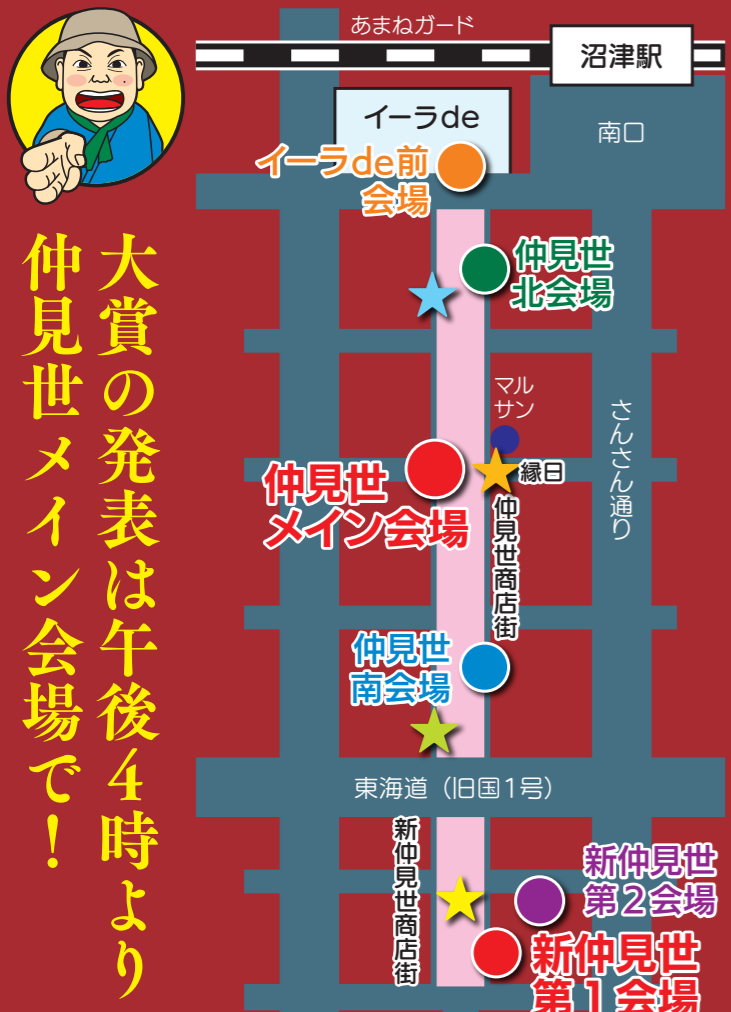 あまねガード
沼津駅
イーラde
南口
イーラde前
会場
仲見世
北会場
大賞の発表は午後4時より
仲見世メイン会場で！
マル
サン
さんさん通り
縁日
仲見世
メイン会場
仲見世商店街
仲見世
南会場
東海道（旧国1号）
新仲見世商店街
新仲見世
第2会場
新仲見世
第1会場